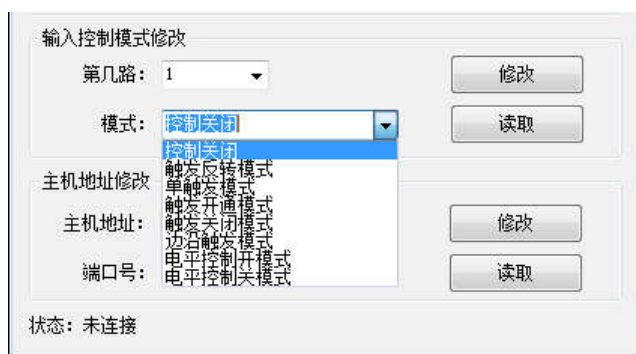 输入控制模式修改
第几路： 1 修改
模式： 控制关闭 读取
控制关闭
触发反转模式
单触发模式
触发开通模式
触发关闭模式
边沿触发模式
电平控制开模式
电平控制关模式
主机地址修改
主机地址： 修改
端口号： 读取
状态：未连接